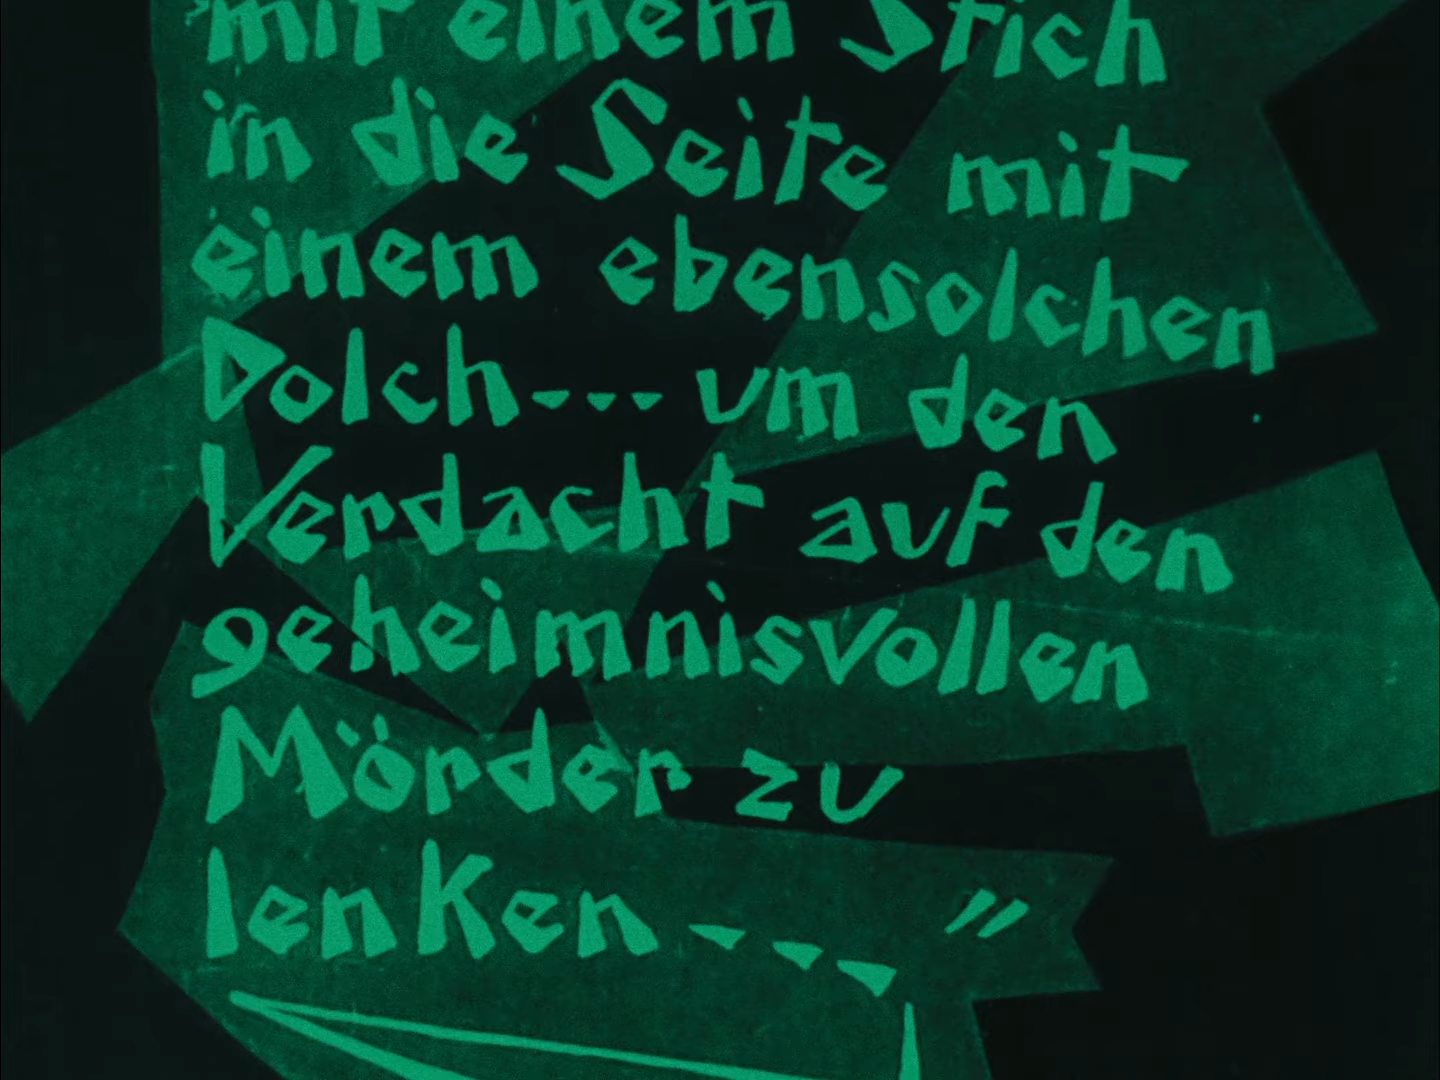 mit einem Stich
in die Seite mit
einem ebensolchen
Dolch--- um den
Verdacht auf den
geheimnisvollen
Mörder zu
lenken--- "